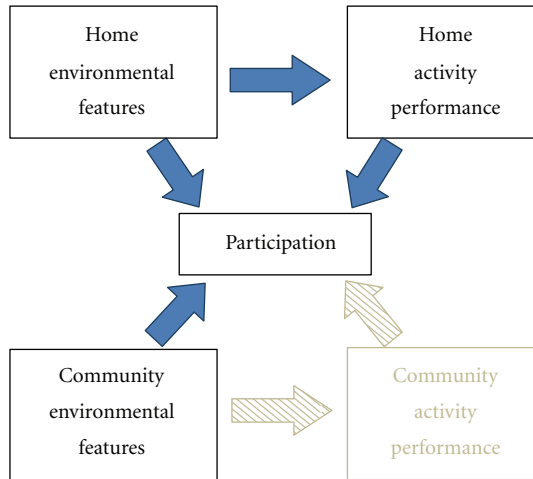 Home
environmental
features
Home
activity
performance
Participation
Community
environmental
features
Community
activity
performance